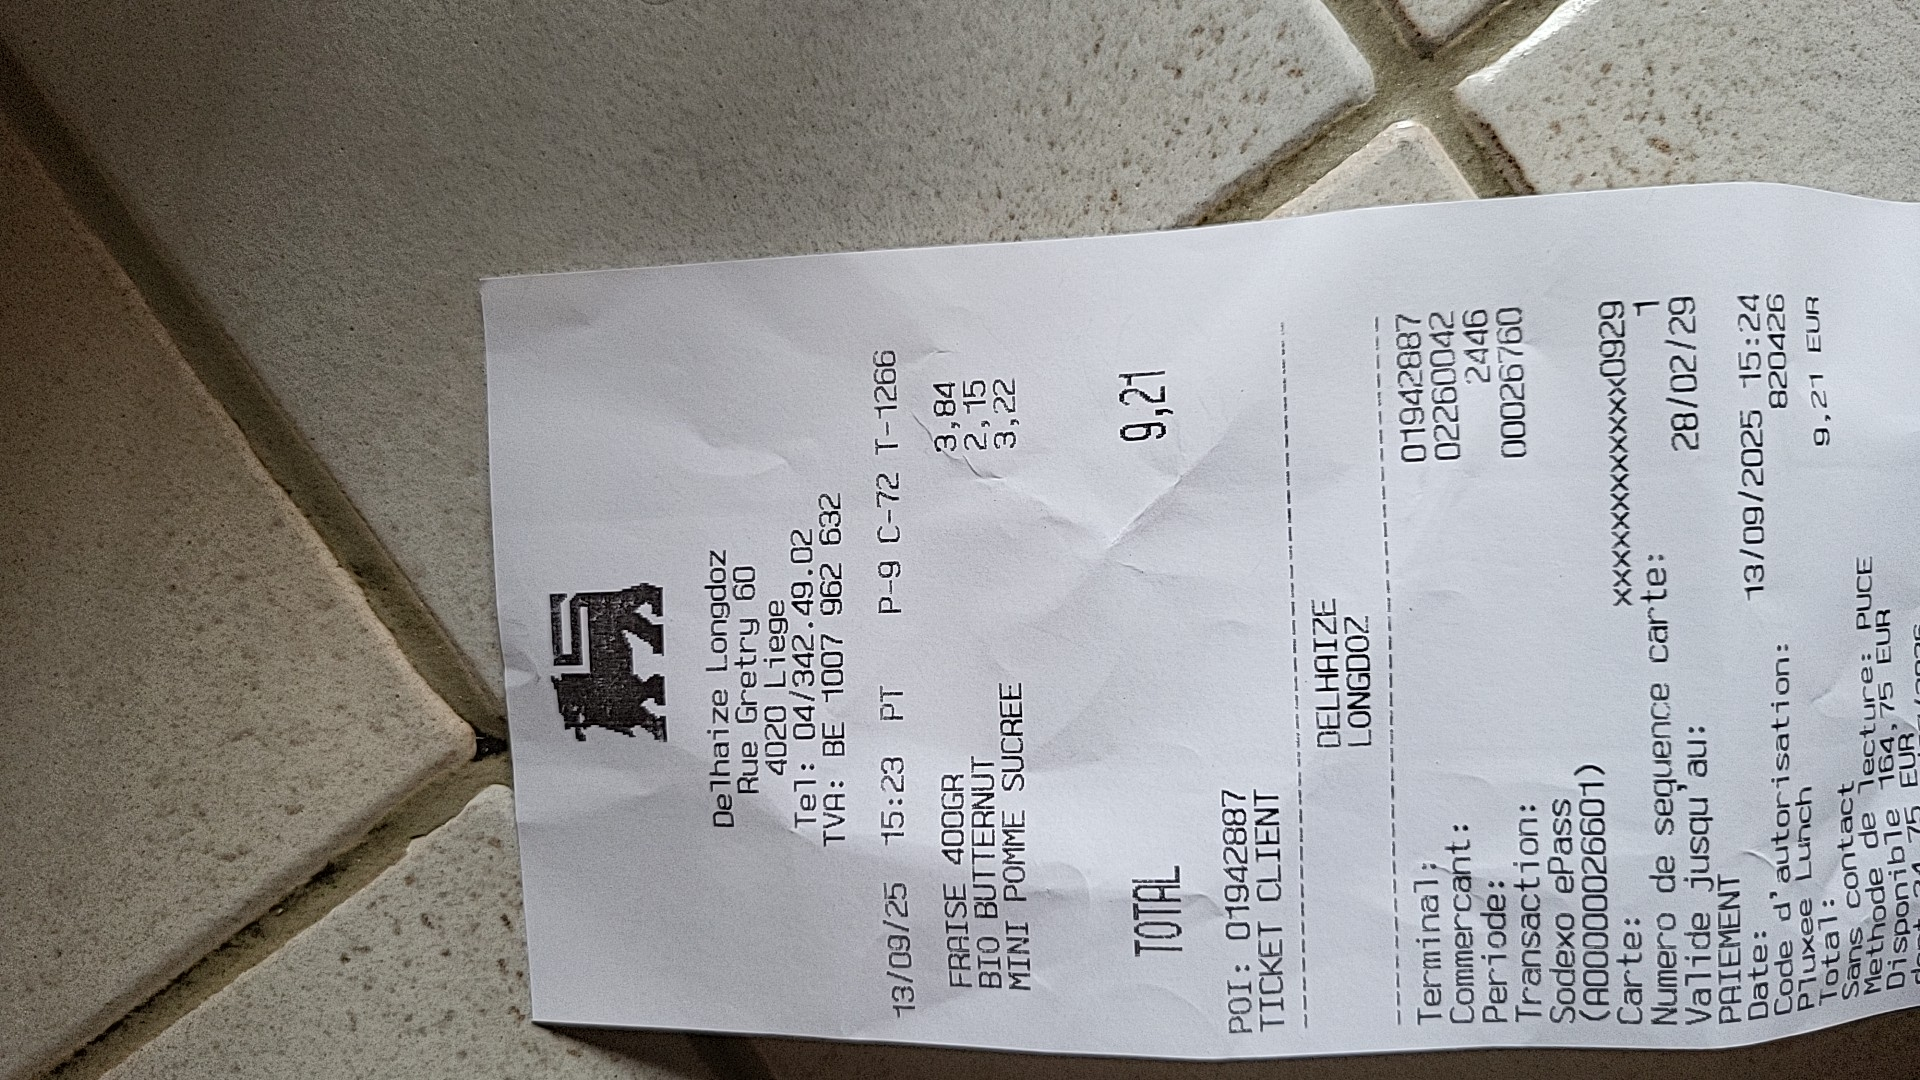 Delhaize Longdoz
Rue Gretry 60
4020 Liege
Tel: 04/342.49.02
TVA: BE 1007 962 632
13/09/25 15:23 PT P-9 C-72 T-1266
FRAISE 400GR 3,84
BIO BUTTERNUT 2,15
MINI POMME SUCREE 3,22
TOTAL 9,21
POI: 01942887
TICKET CLIENT
DELHAIZE
LONGDOZ
Terminal: 01942887
Commercant: 02260042
Periode: 2446
Transaction: 00026760
Sodexo ePass
(A0000026601)
Carte: xxxxxxxxxxxxxxx0929
Numero de sequence carte: 1
Valide jusqu'au: 28/02/29
PAIEMENT
Date: 13/09/2025 15:24
Code d'autorisation: 820426
Pluxee Lunch
Total: 9,21 EUR
Sans contact
Methode de lecture: PUCE
Disponible 164,75 EUR